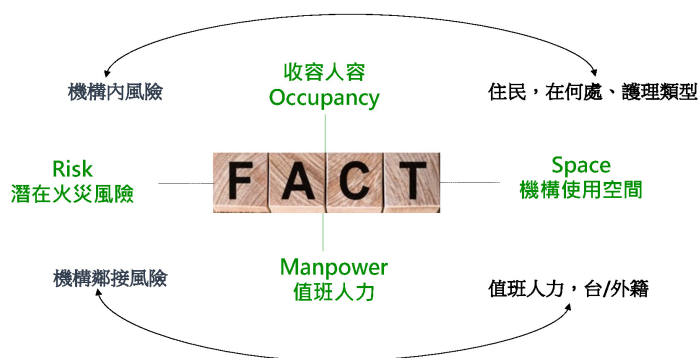 收容人容
Occupancy
機構內風險
住民，在何處、護理類型
Risk
潛在火災風險
FACT
Space
機構使用空間
Manpower
值班人力
機構鄰接風險
值班人力，台/外籍